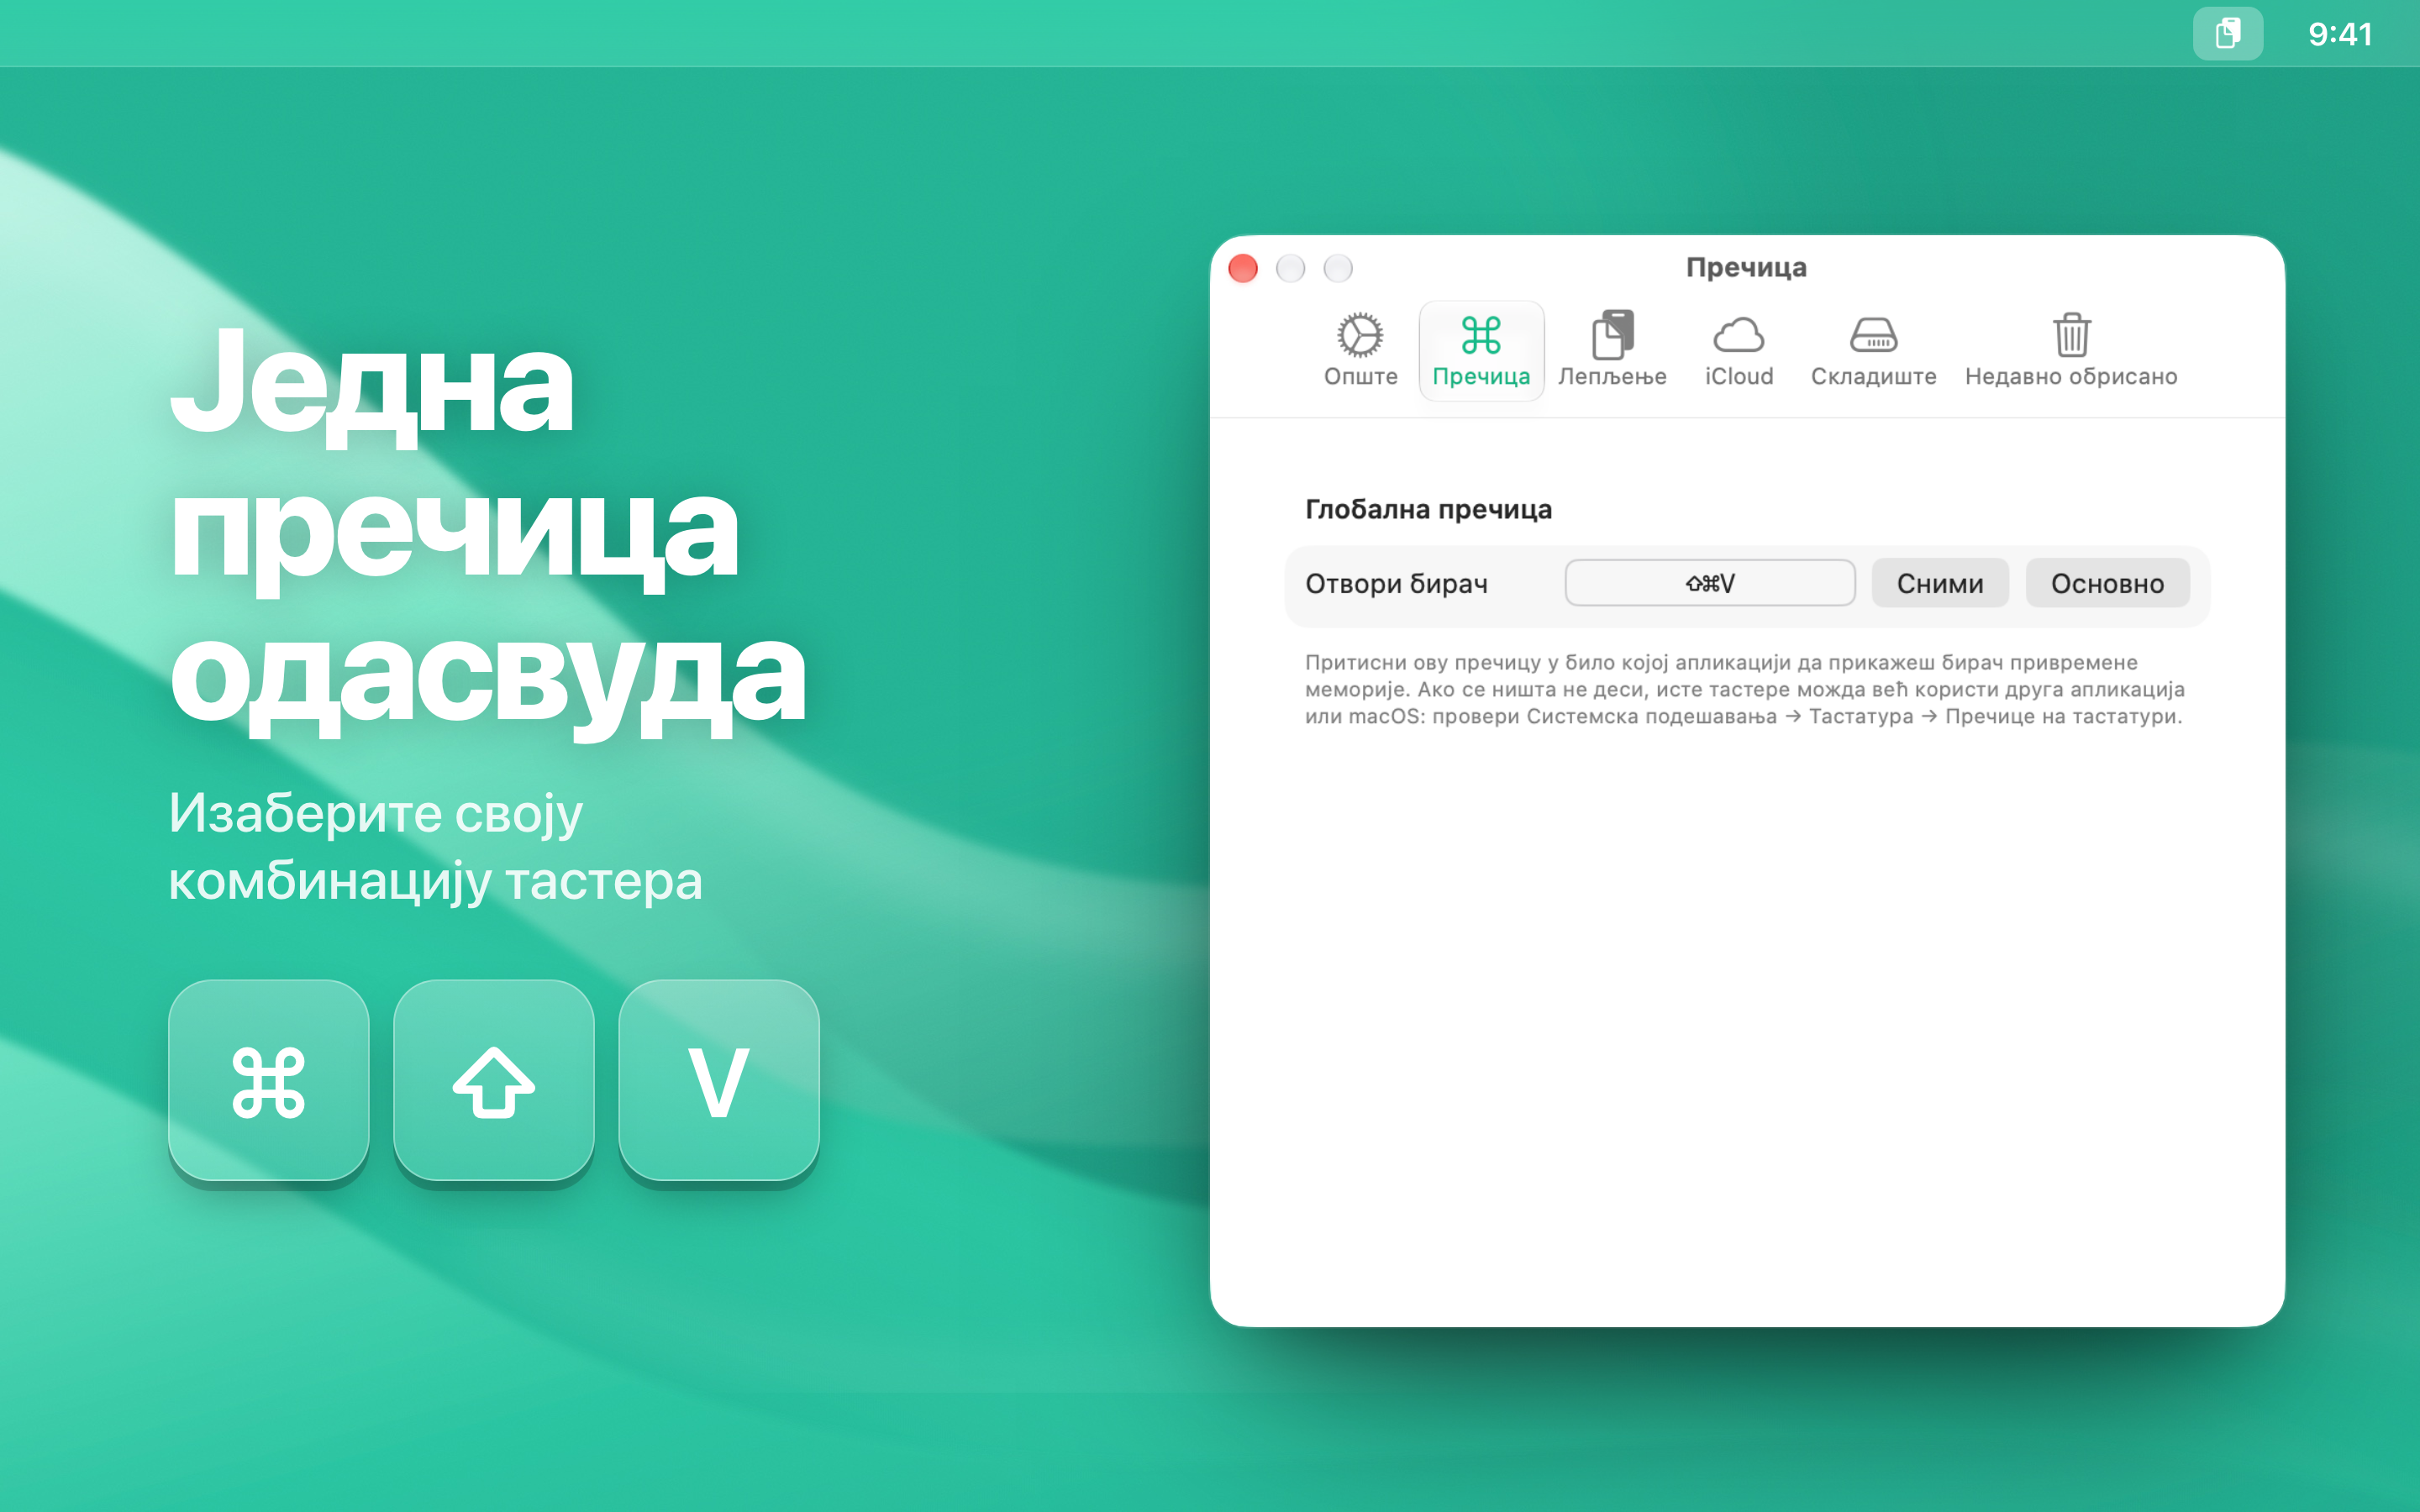 9:41
Једна
пречица
одасвуда
Изаберите своју
комбинацију тастера
⌘ ⇧ V
Пречица
Опште Пречица Лепљење iCloud Складиште Недавно обрисано
Глобална пречица
Отвори бирач ⇧⌘V Сними Основно
Притисни ову пречицу у било којој апликацији да прикажеш бирач привремене
меморије. Ако се ништа не деси, исте тастере можда већ користи друга апликација
или macOS: провери Системска подешавања → Тастатура → Пречице на тастатури.